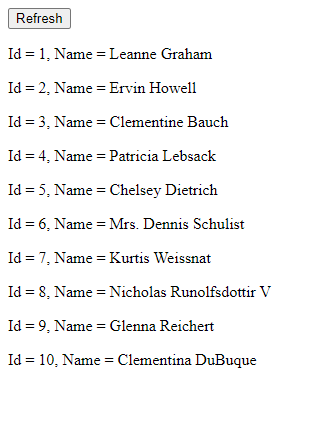 Refresh
Id = 1, Name = Leanne Graham
Id = 2, Name = Ervin Howell
Id = 3, Name = Clementine Bauch
Id = 4, Name = Patricia Lebsack
Id = 5, Name = Chelsey Dietrich
Id = 6, Name = Mrs. Dennis Schulist
Id = 7, Name = Kurtis Weissnat
Id = 8, Name = Nicholas Runolfsdottir V
Id = 9, Name = Glenna Reichert
Id = 10, Name = Clementina DuBuque